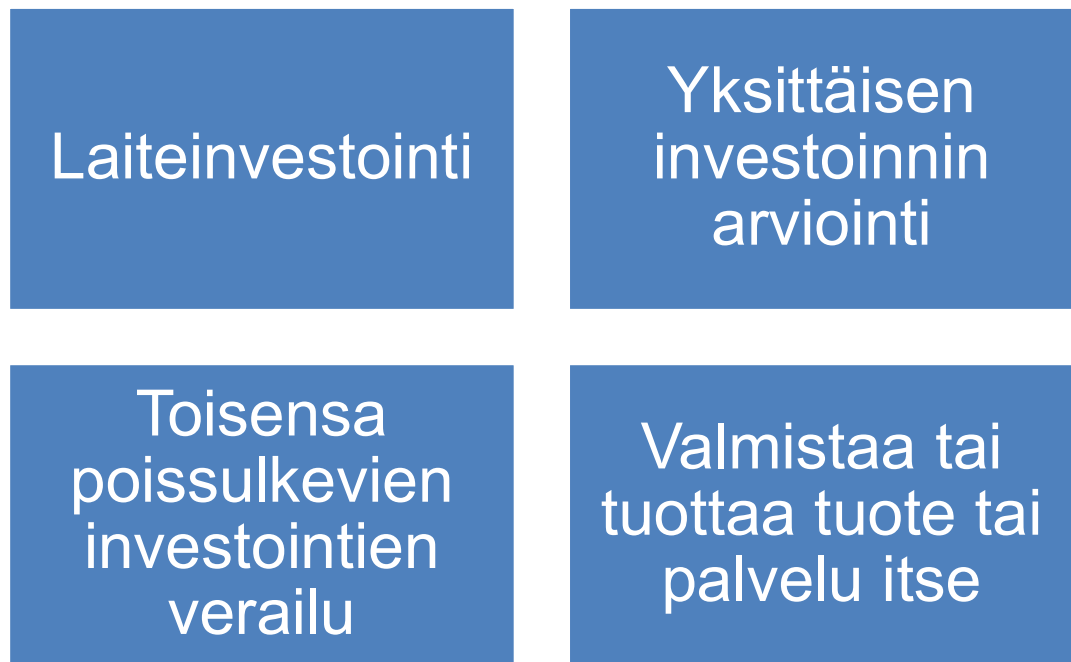 Laiteinvestointi
Yksittäisen
investoinnin
arviointi
Toisensa
poissulkevien
investointien
verailu
Valmistaa tai
tuottaa tuote tai
palvelu itse